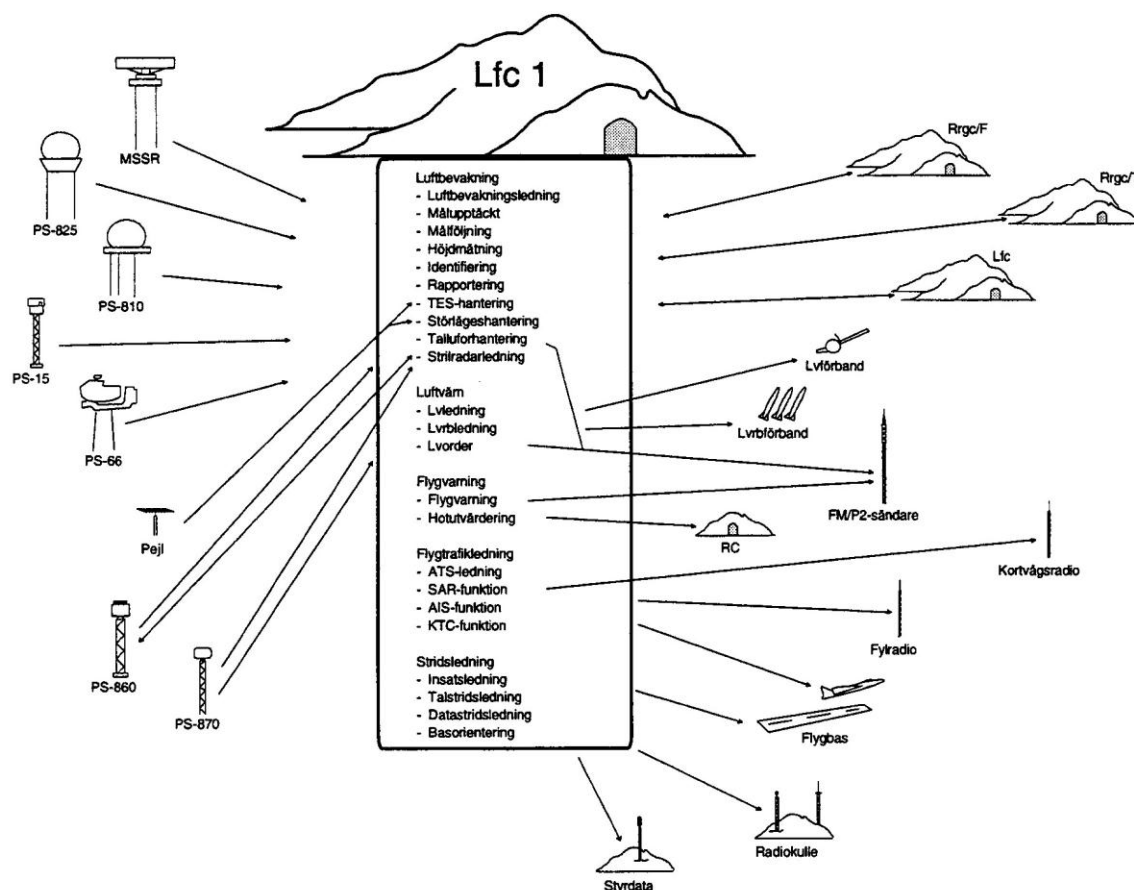 Lfc 1
MSSR
PS-825
PS-810
PS-15
PS-66
Pejl
PS-860
PS-870
Luftbevakning
- Luftbevakningsledning
- Målupptäckt
- Målföljning
- Höjdmätning
- Identifiering
- Rapportering
- TES-hantering
- Störlägeshantering
- Talluforhantering
- Strilradarledning
Luftvärn
- Lvledning
- Lvrbledning
- Lvorder
Flygvarning
- Flygvarning
- Hotutvärdering
Flygtrafikledning
- ATS-ledning
- SAR-funktion
- AIS-funktion
- KTC-funktion
Stridsledning
- Insatsledning
- Talstridsledning
- Datastridsledning
- Basorientering
Rrgc/F
Rrgc/T
Lfc
Lvförband
Lvrbförband
FM/P2-sändare
RC
Kortvågsradio
Fylradio
Flygbas
Radiokulle
Styrdata